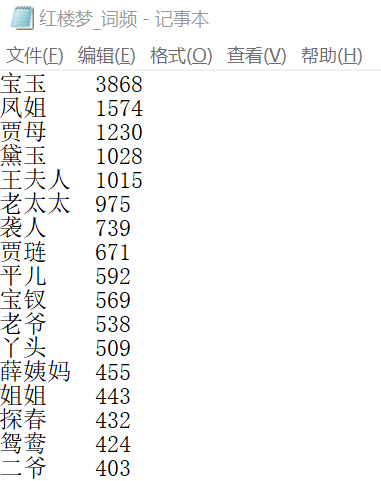 红楼梦_词频 - 记事本
文件(F) 编辑(E) 格式(O) 查看(V) 帮助(H)
宝玉 3868
凤姐 1574
贾母 1230
黛玉 1028
王夫人 1015
老太太 975
袭人 739
贾琏 671
平儿 592
宝钗 569
老爷 538
丫头 509
薛姨妈 455
姐姐 443
探春 432
鸳鸯 424
二爷 403